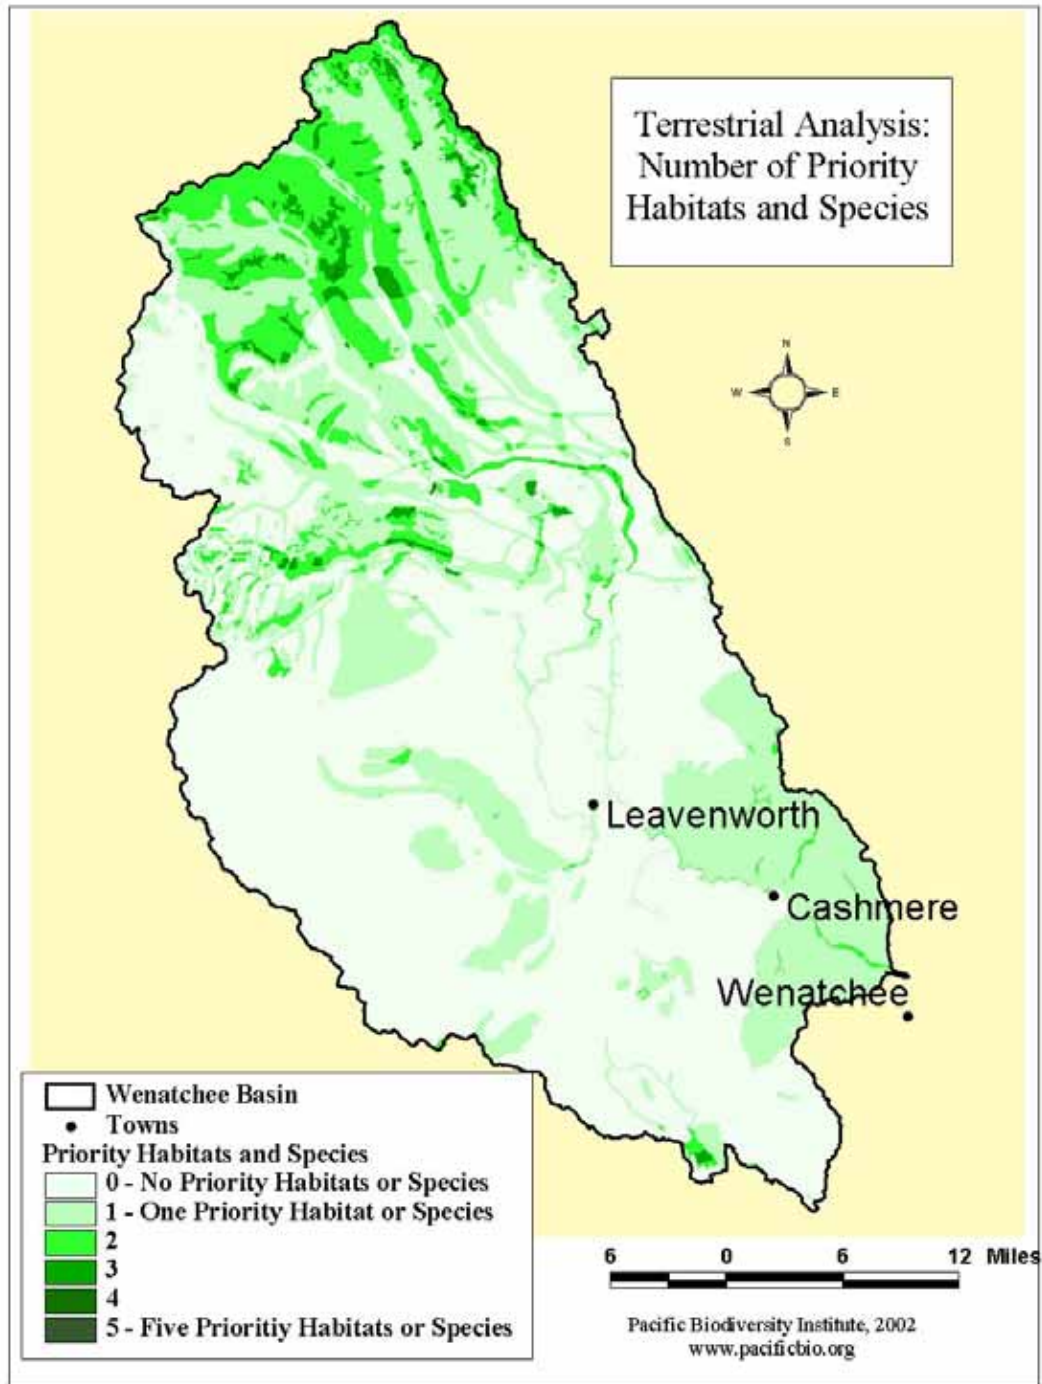 Terrestrial Analysis:
Number of Priority
Habitats and Species
N
W E
S
Leavenworth
Cashmere
Wenatchee
Wenatchee Basin
Towns
Priority Habitats and Species
0 - No Priority Habitats or Species
1 - One Priority Habitat or Species
2
3
4
5 - Five Prioritiy Habitats or Species
6 0 6 12 Miles
Pacific Biodiversity Institute, 2002
www.pacificbio.org